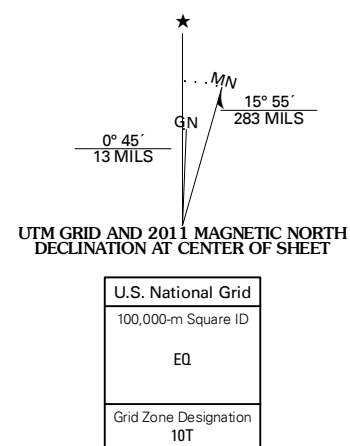 MN
GN
15° 55´
283 MILS
0° 45´
13 MILS
UTM GRID AND 2011 MAGNETIC NORTH
DECLINATION AT CENTER OF SHEET
U.S. National Grid
100,000-m Square ID
EQ
Grid Zone Designation
10T